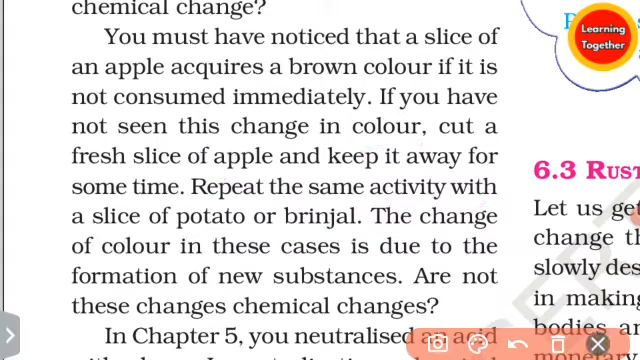 chemical change?
You must have noticed that a slice of
an apple acquires a brown colour if it is
not consumed immediately. If you have
not seen this change in colour, cut a
fresh slice of apple and keep it away for
some time. Repeat the same activity with
a slice of potato or brinjal. The change
of colour in these cases is due to the
formation of new substances. Are not
these changes chemical changes?
In Chapter 5, you neutralised an acid
Learning
Together
6.3 RUST
Let us get
change th
slowly des
in making
bodies an
monetary